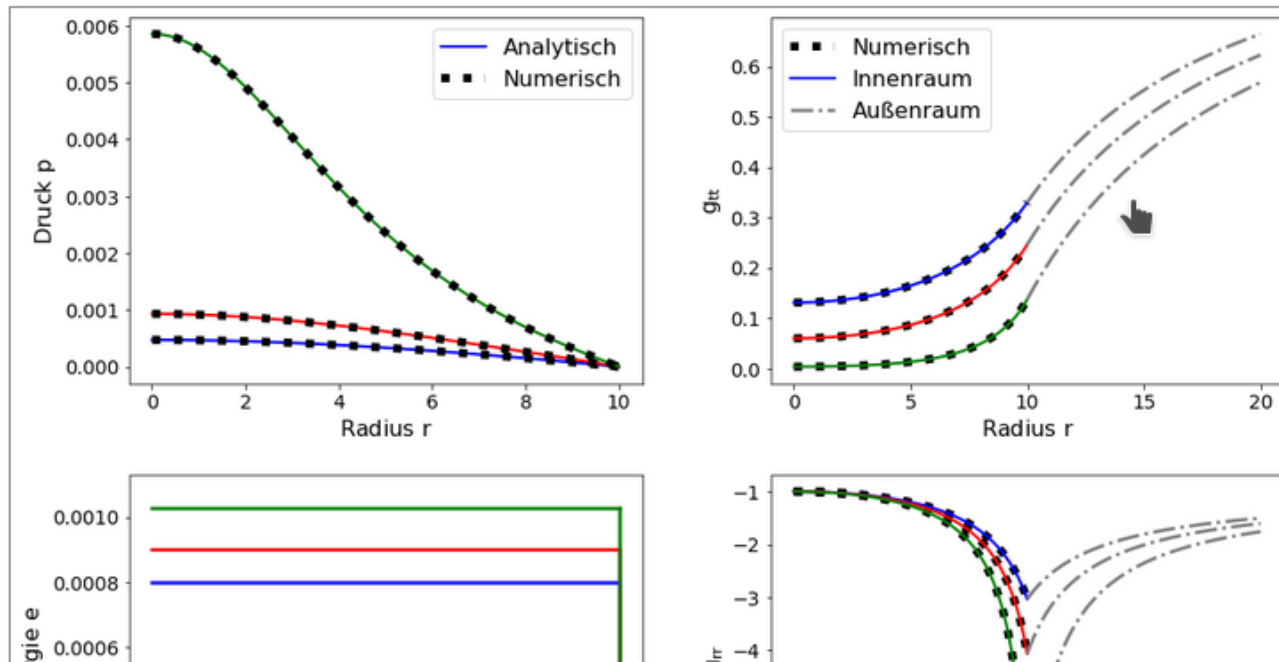 0.006
0.005
0.004
0.003
0.002
0.001
0.000
Druck p
Analytisch
Numerisch
0 2 4 6 8 10
Radius r
0.6
0.5
0.4
0.3
0.2
0.1
0.0
gtt
Numerisch
Innenraum
Außenraum
0 5 10 15 20
Radius r
0.0010
0.0008
0.0006
gie e
−1
−2
−3
−4
rr